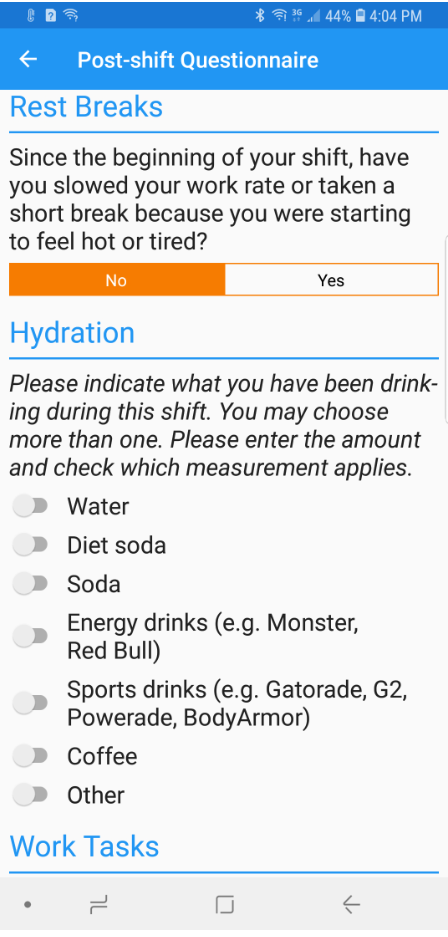 3G 44% 4:04 PM
Post-shift Questionnaire
Rest Breaks
Since the beginning of your shift, have
you slowed your work rate or taken a
short break because you were starting
to feel hot or tired?
No Yes
Hydration
Please indicate what you have been drink-
ing during this shift. You may choose
more than one. Please enter the amount
and check which measurement applies.
Water
Diet soda
Soda
Energy drinks (e.g. Monster,
Red Bull)
Sports drinks (e.g. Gatorade, G2,
Powerade, BodyArmor)
Coffee
Other
Work Tasks